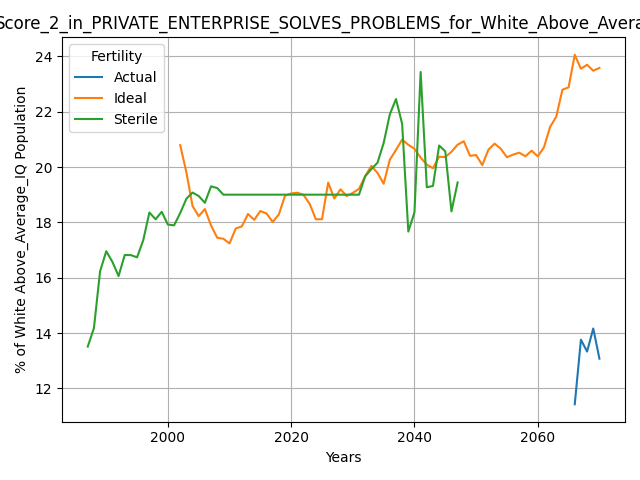 Score_2_in_PRIVATE_ENTERPRISE_SOLVES_PROBLEMS_for_White_Above_Avera
Fertility
Actual
Ideal
Sterile
% of White Above_Average_IQ Population
24
22
20
18
16
14
12
2000 2020 2040 2060
Years